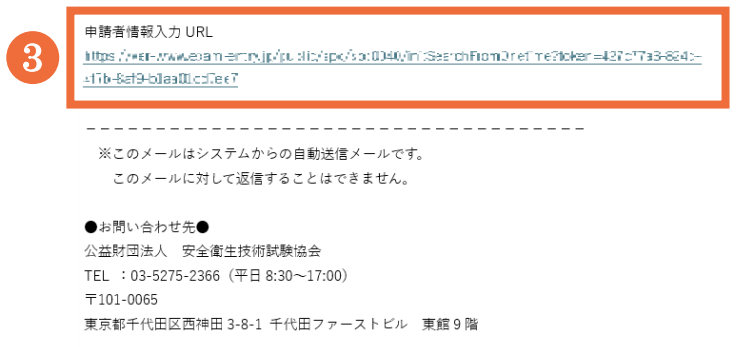 3
申請者情報入力 URL
－－－－－－－－－－－－－－－－－－－－－－－－－－－－－－－－－－－－
※このメールはシステムからの自動送信メールです。
このメールに対して返信することはできません。
●お問い合わせ先●
公益財団法人　安全衛生技術試験協会
TEL ：03-5275-2366（平日 8:30～17:00）
〒101-0065
東京都千代田区西神田 3-8-1 千代田ファーストビル　東館 9 階